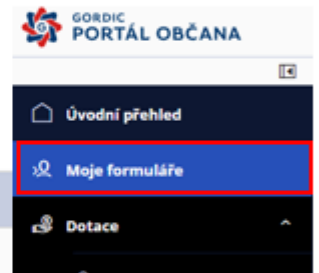 GORDIC
PORTÁL OBČANA
Úvodní přehled
Moje formuláře
Dotace